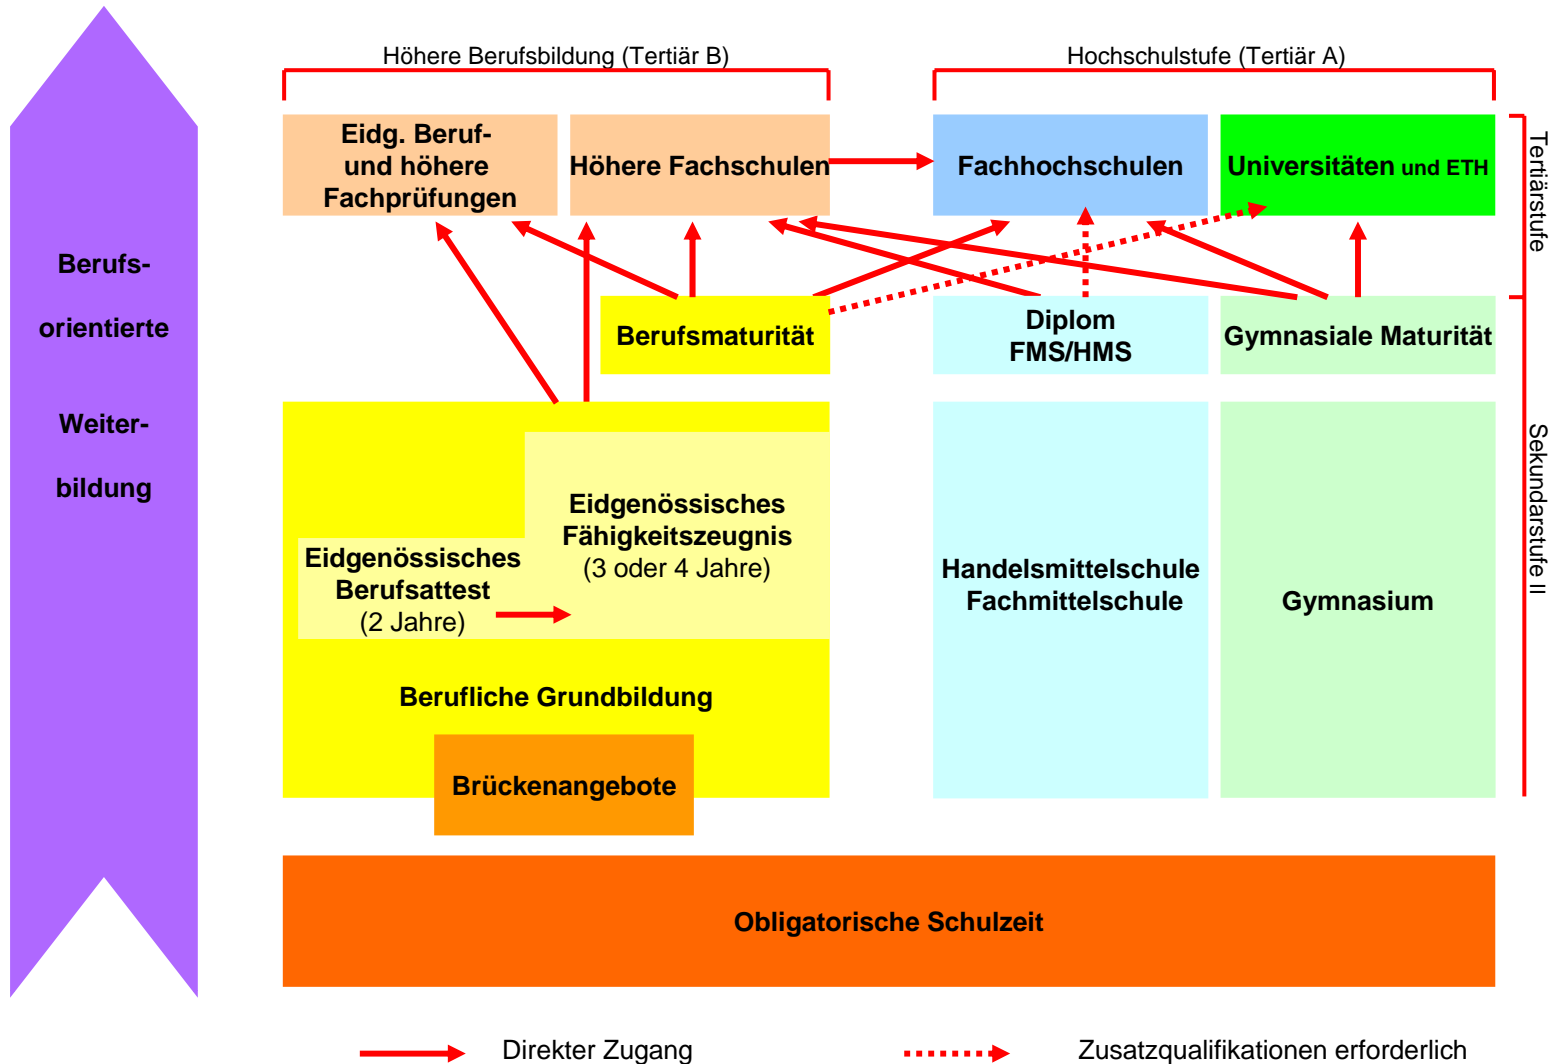 Höhere Berufsbildung (Tertiär B)
Hochschulstufe (Tertiär A)
Eidg. Beruf-
und höhere
Fachprüfungen
Höhere Fachschulen
Fachhochschulen
Universitäten und ETH
Tertiärstufe
Berufs-
orientierte
Weiter-
bildung
Berufsmaturität
Diplom
FMS/HMS
Gymnasiale Maturität
Sekundarstufe II
Eidgenössisches
Fähigkeitszeugnis
(3 oder 4 Jahre)
Eidgenössisches
Berufsattest
(2 Jahre)
Handelsmittelschule
Fachmittelschule
Gymnasium
Berufliche Grundbildung
Brückenangebote
Obligatorische Schulzeit
Direkter Zugang
Zusatzqualifikationen erforderlich